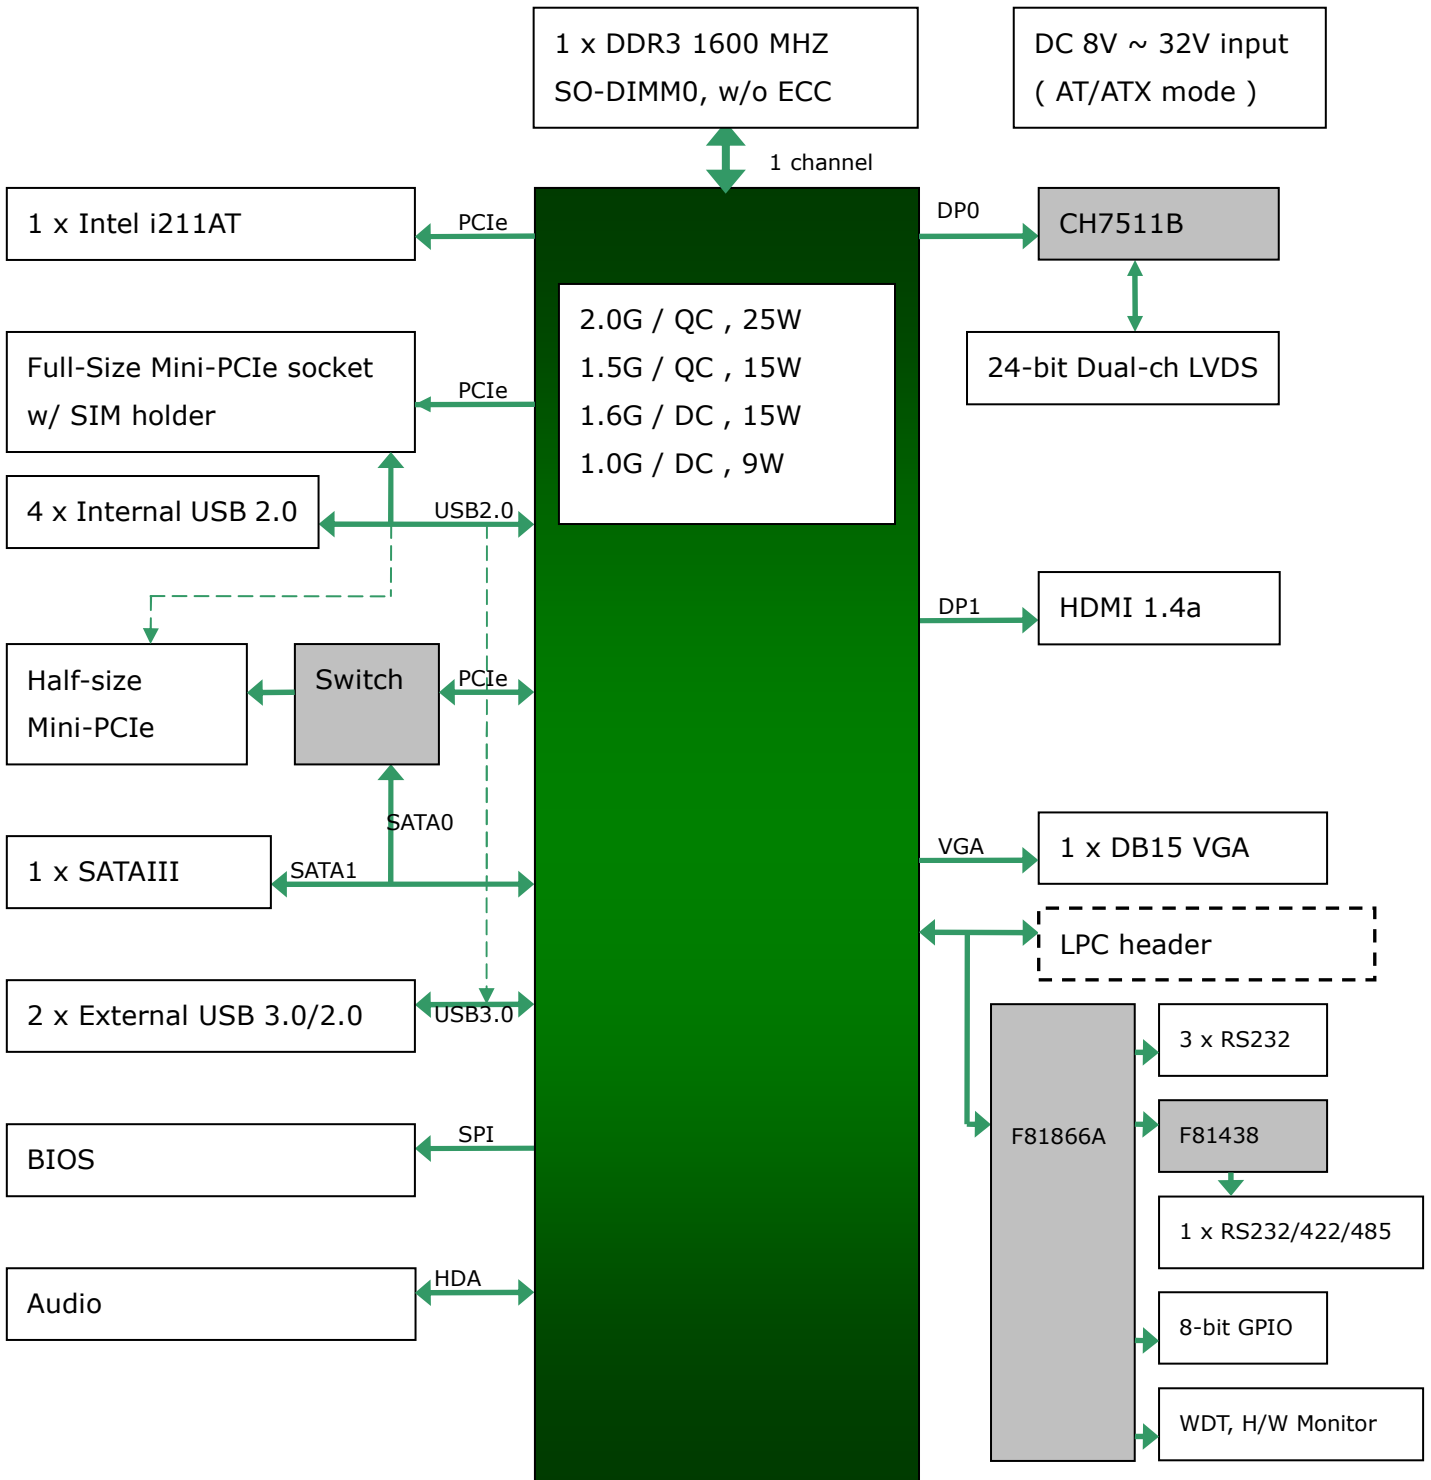 1 x DDR3 1600 MHZ
SO-DIMM0, w/o ECC
DC 8V ~ 32V input
( AT/ATX mode )
1 channel
1 x Intel i211AT
PCIe
DP0
CH7511B
2.0G / QC , 25W
1.5G / QC , 15W
1.6G / DC , 15W
1.0G / DC , 9W
Full-Size Mini-PCIe socket
w/ SIM holder
PCIe
24-bit Dual-ch LVDS
4 x Internal USB 2.0
USB2.0
DP1
HDMI 1.4a
Half-size
Mini-PCIe
Switch
PCIe
SATA0
VGA
1 x DB15 VGA
1 x SATAIII
SATA1
LPC header
2 x External USB 3.0/2.0
USB3.0
3 x RS232
F81866A
F81438
BIOS
SPI
1 x RS232/422/485
Audio
HDA
8-bit GPIO
WDT, H/W Monitor